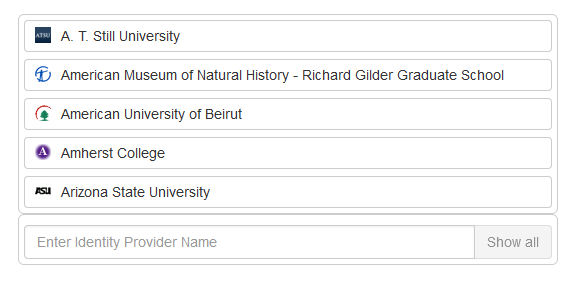 ATSU A. T. Still University
American Museum of Natural History - Richard Gilder Graduate School
American University of Beirut
A Amherst College
ASU Arizona State University
Enter Identity Provider Name Show all